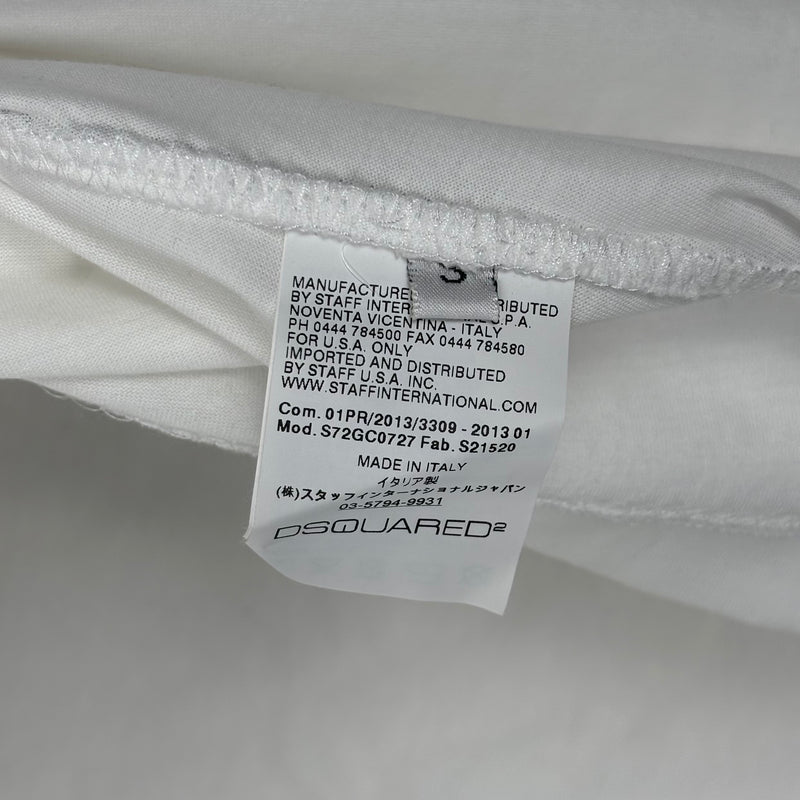 S
MANUFACTURE RIBUTED
BY STAFF INTER S.P.A.
NOVENTA VICENTINA - ITALY
PH 0444 784500 FAX 0444 784580
FOR U.S.A. ONLY
IMPORTED AND DISTRIBUTED
BY STAFF U.S.A. INC.
WWW.STAFFINTERNATIONAL.COM
Com. 01PR/2013/3309 - 2013 01
Mod. S72GC0727 Fab. S21520
MADE IN ITALY
イタリア製
(株)スタッフインターナショナルジャパン
03-5794-9931
DSQUARED2